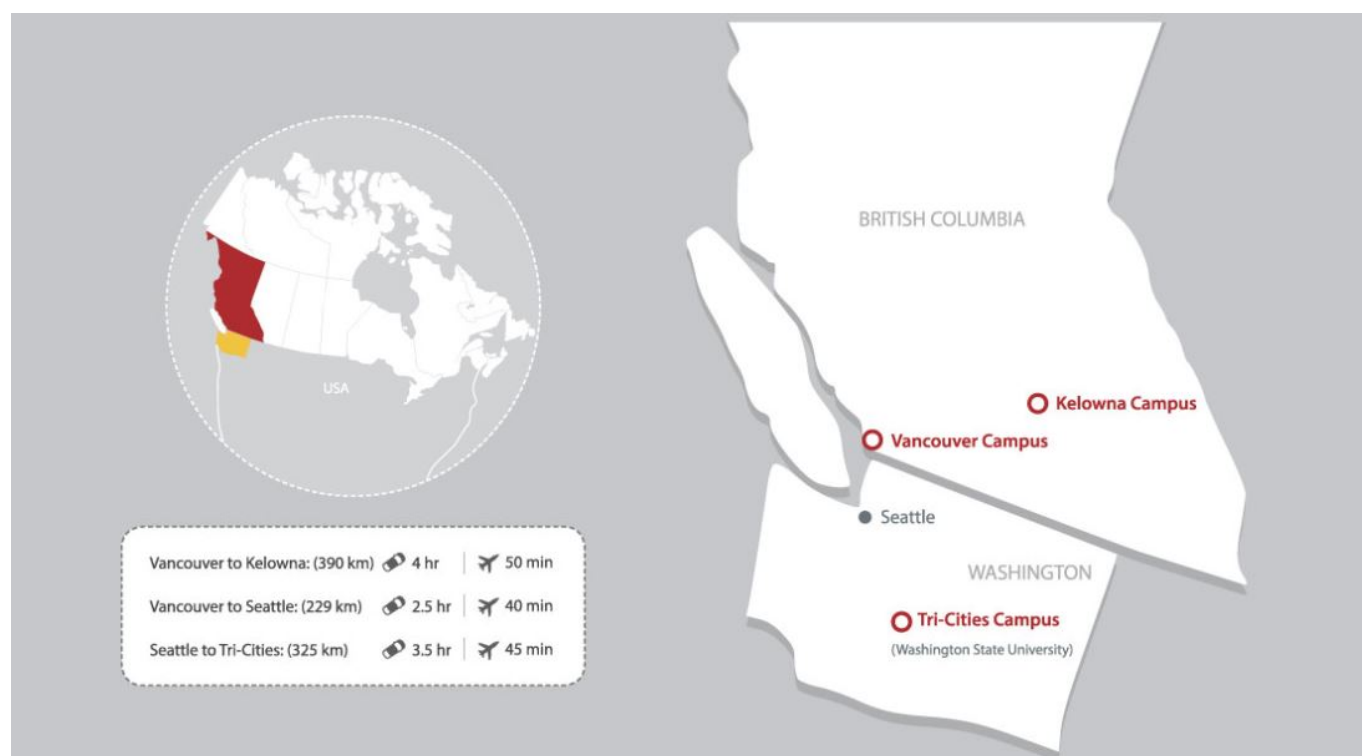 BRITISH COLUMBIA
Kelowna Campus
Vancouver Campus
USA
Seattle
Vancouver to Kelowna: (390 km) 4 hr 50 min
WASHINGTON
Vancouver to Seattle: (229 km) 2.5 hr 40 min
Tri-Cities Campus
(Washington State University)
Seattle to Tri-Cities: (325 km) 3.5 hr 45 min